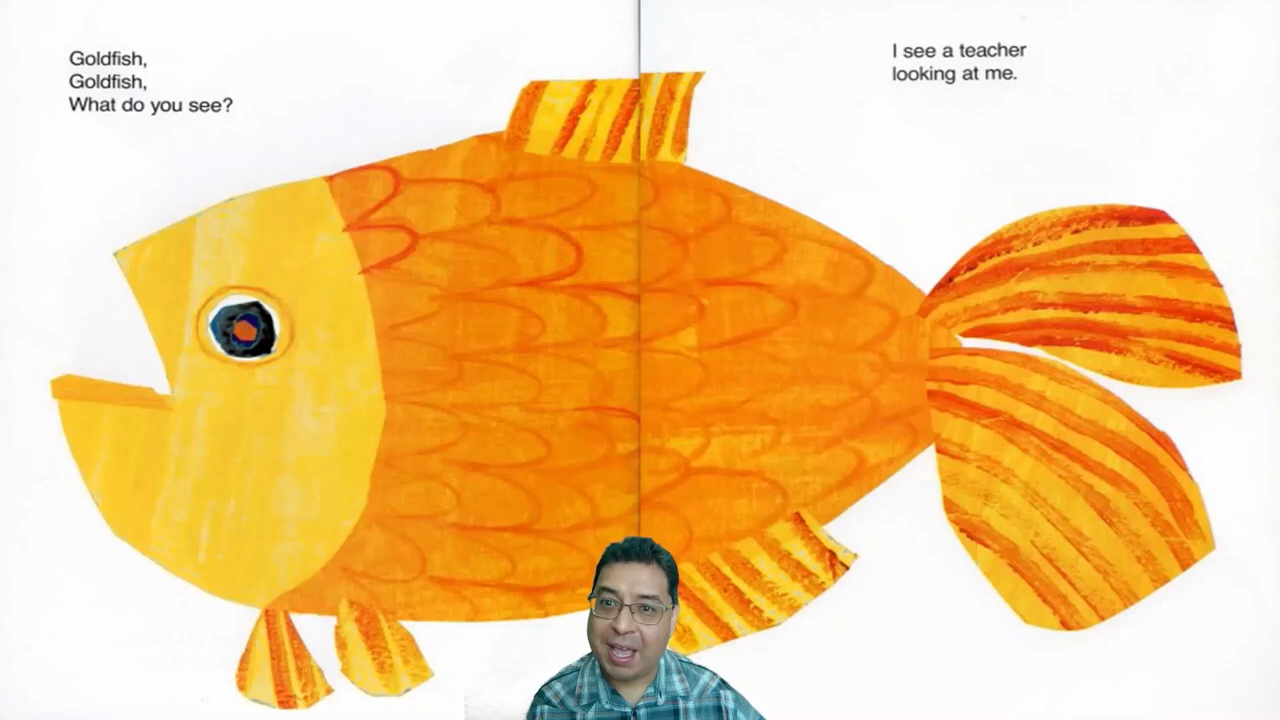 Goldfish,
Goldfish,
What do you see?
I see a teacher
looking at me.